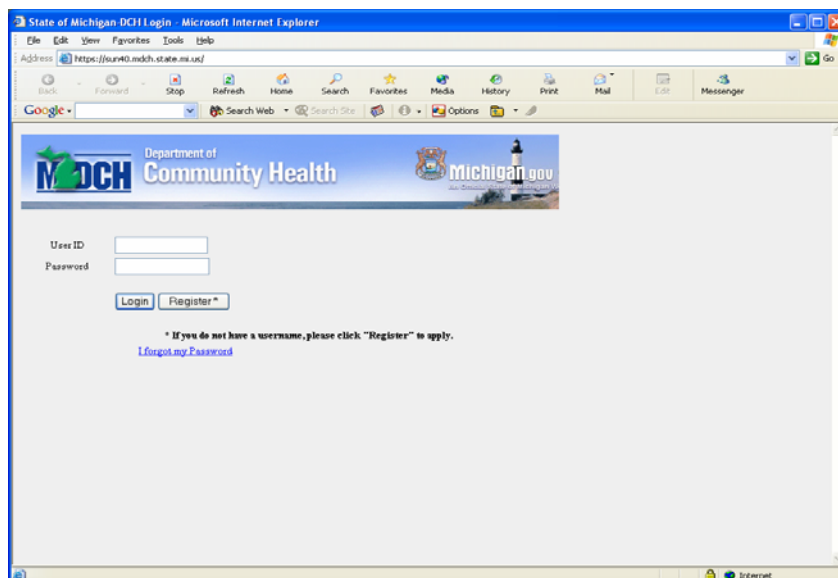 State of Michigan-DCH Login - Microsoft Internet Explorer
File Edit View Favorites Tools Help
Address https://sun40.mdch.state.mi.us/ Go
Back Forward Stop Refresh Home Search Favorites Media History Print Mail Edit Messenger
Google Search Web Search Site Options
MDCH Department of Community Health Michigan.gov
User ID
Password
Login Register*
* If you do not have a username, please click "Register" to apply.
I forgot my Password
Internet